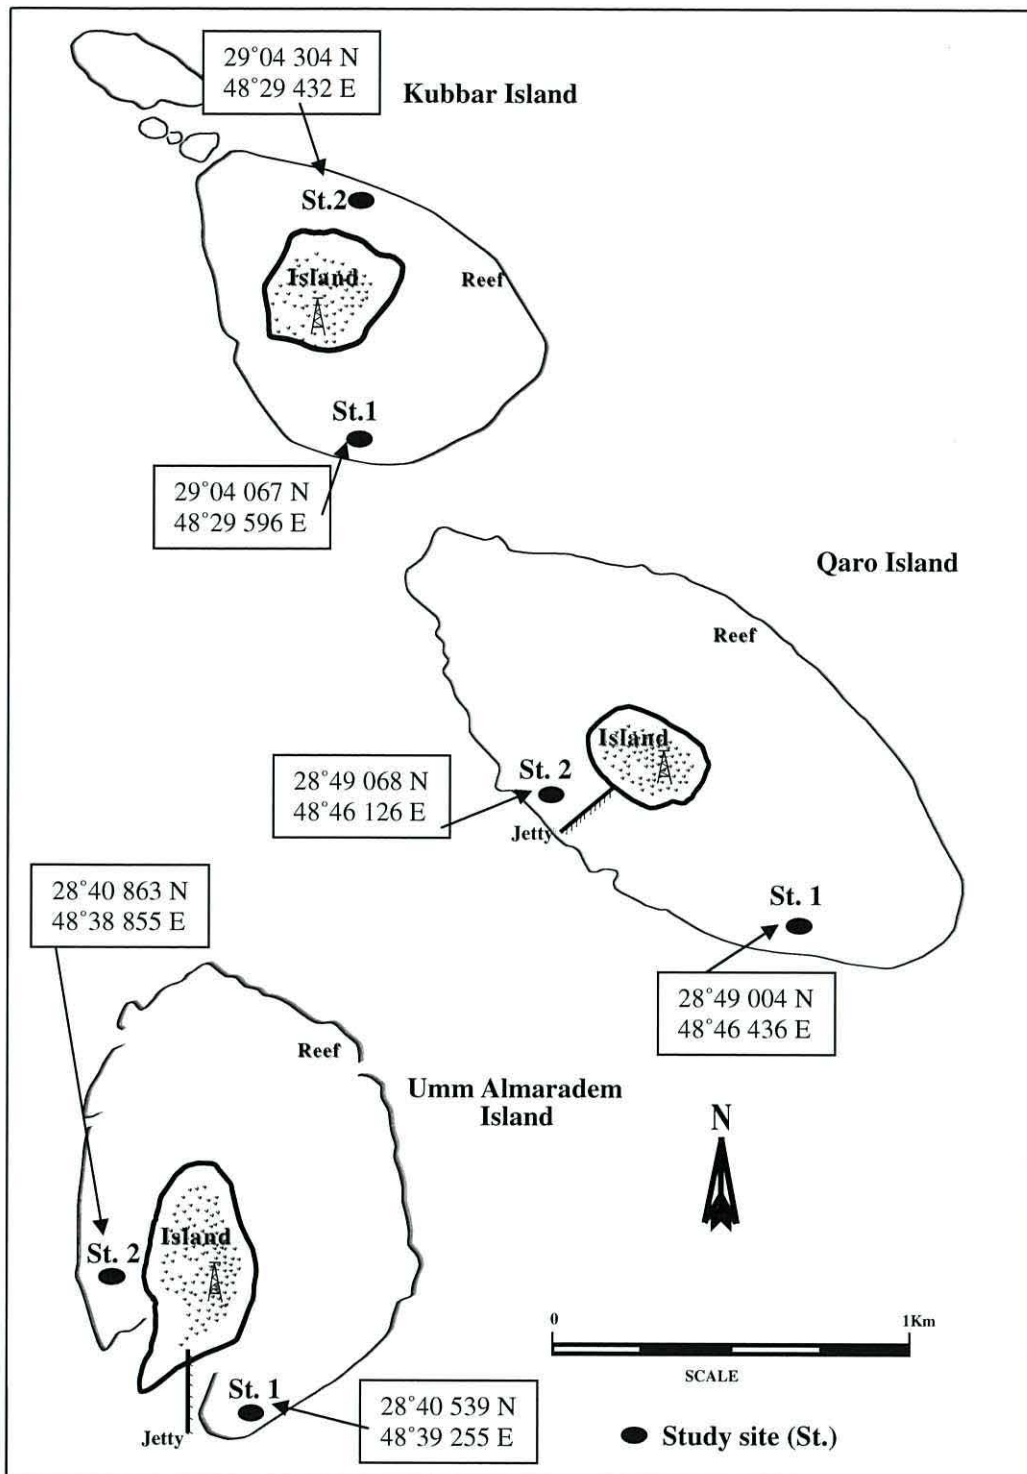 29°04 304 N
48°29 432 E
Kubbar Island
St.2
Island
Reef
St.1
29°04 067 N
48°29 596 E
Qaro Island
Reef
Island
St. 2
28°49 068 N
48°46 126 E
Jetty
St. 1
28°49 004 N
48°46 436 E
28°40 863 N
48°38 855 E
Reef
Umm Almaradem
Island
N
Island
St. 2
St. 1
28°40 539 N
48°39 255 E
Jetty
0 1Km
SCALE
Study site (St.)